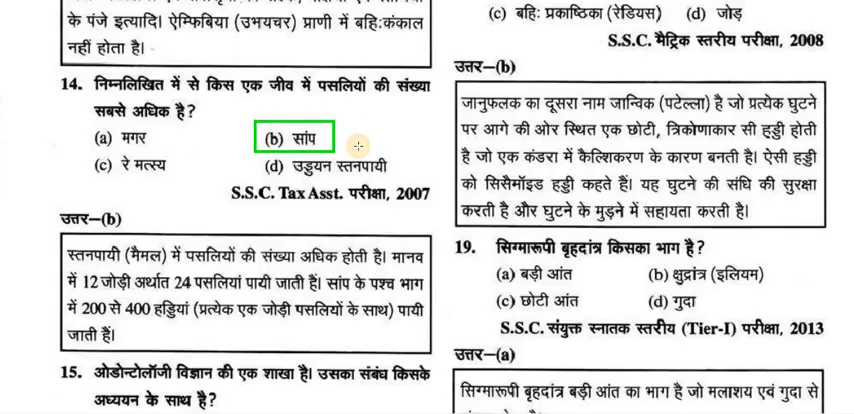 के पंजे इत्यादि। ऐम्फिबिया (उभयचर) प्राणी में बहिःकंकाल
नहीं होता है।
14. निम्नलिखित में से किस एक जीव में पसलियों की संख्या
सबसे अधिक है?
(a) मगर (b) सांप
(c) रे मत्स्य (d) उड्डयन स्तनपायी
S.S.C. Tax Asst. परीक्षा, 2007
उत्तर—(b)
स्तनपायी (मैमल) में पसलियों की संख्या अधिक होती है। मानव
में 12 जोड़ी अर्थात 24 पसलियां पायी जाती हैं। सांप के पश्च भाग
में 200 से 400 हड्डियां (प्रत्येक एक जोड़ी पसलियों के साथ) पायी
जाती हैं।
15. ओडोन्टोलॉजी विज्ञान की एक शाखा है। उसका संबंध किसके
अध्ययन के साथ है?
(c) बहिः प्रकाष्ठिका (रेडियस) (d) जोड़
S.S.C. मैट्रिक स्तरीय परीक्षा, 2008
उत्तर—(b)
जानुफलक का दूसरा नाम जान्विक (पटेल्ला) है जो प्रत्येक घुटने
पर आगे की ओर स्थित एक छोटी, त्रिकोणाकार सी हड्डी होती
है जो एक कंडरा में कैल्शिकरण के कारण बनती है। ऐसी हड्डी
को सिसैमॉइड हड्डी कहते हैं। यह घुटने की संधि की सुरक्षा
करती है और घुटने के मुड़ने में सहायता करती है।
19. सिग्मारूपी बृहदांत्र किसका भाग है?
(a) बड़ी आंत (b) क्षुद्रांत्र (इलियम)
(c) छोटी आंत (d) गुदा
S.S.C. संयुक्त स्नातक स्तरीय (Tier-I) परीक्षा, 2013
उत्तर—(a)
सिग्मारूपी बृहदांत्र बड़ी आंत का भाग है जो मलाशय एवं गुदा से